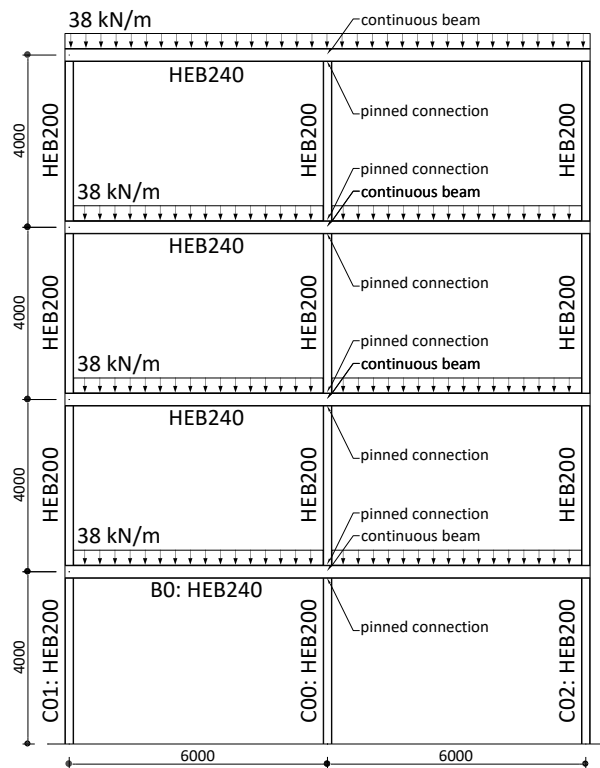 38 kN/m
continuous beam
HEB240
pinned connection
4000
HEB200
HEB200
HEB200
pinned connection
38 kN/m
continuous beam
HEB240
pinned connection
4000
HEB200
HEB200
HEB200
pinned connection
38 kN/m
continuous beam
HEB240
pinned connection
4000
HEB200
HEB200
HEB200
pinned connection
38 kN/m
continuous beam
B0: HEB240
pinned connection
4000
C01: HEB200
C00: HEB200
C02: HEB200
6000
6000